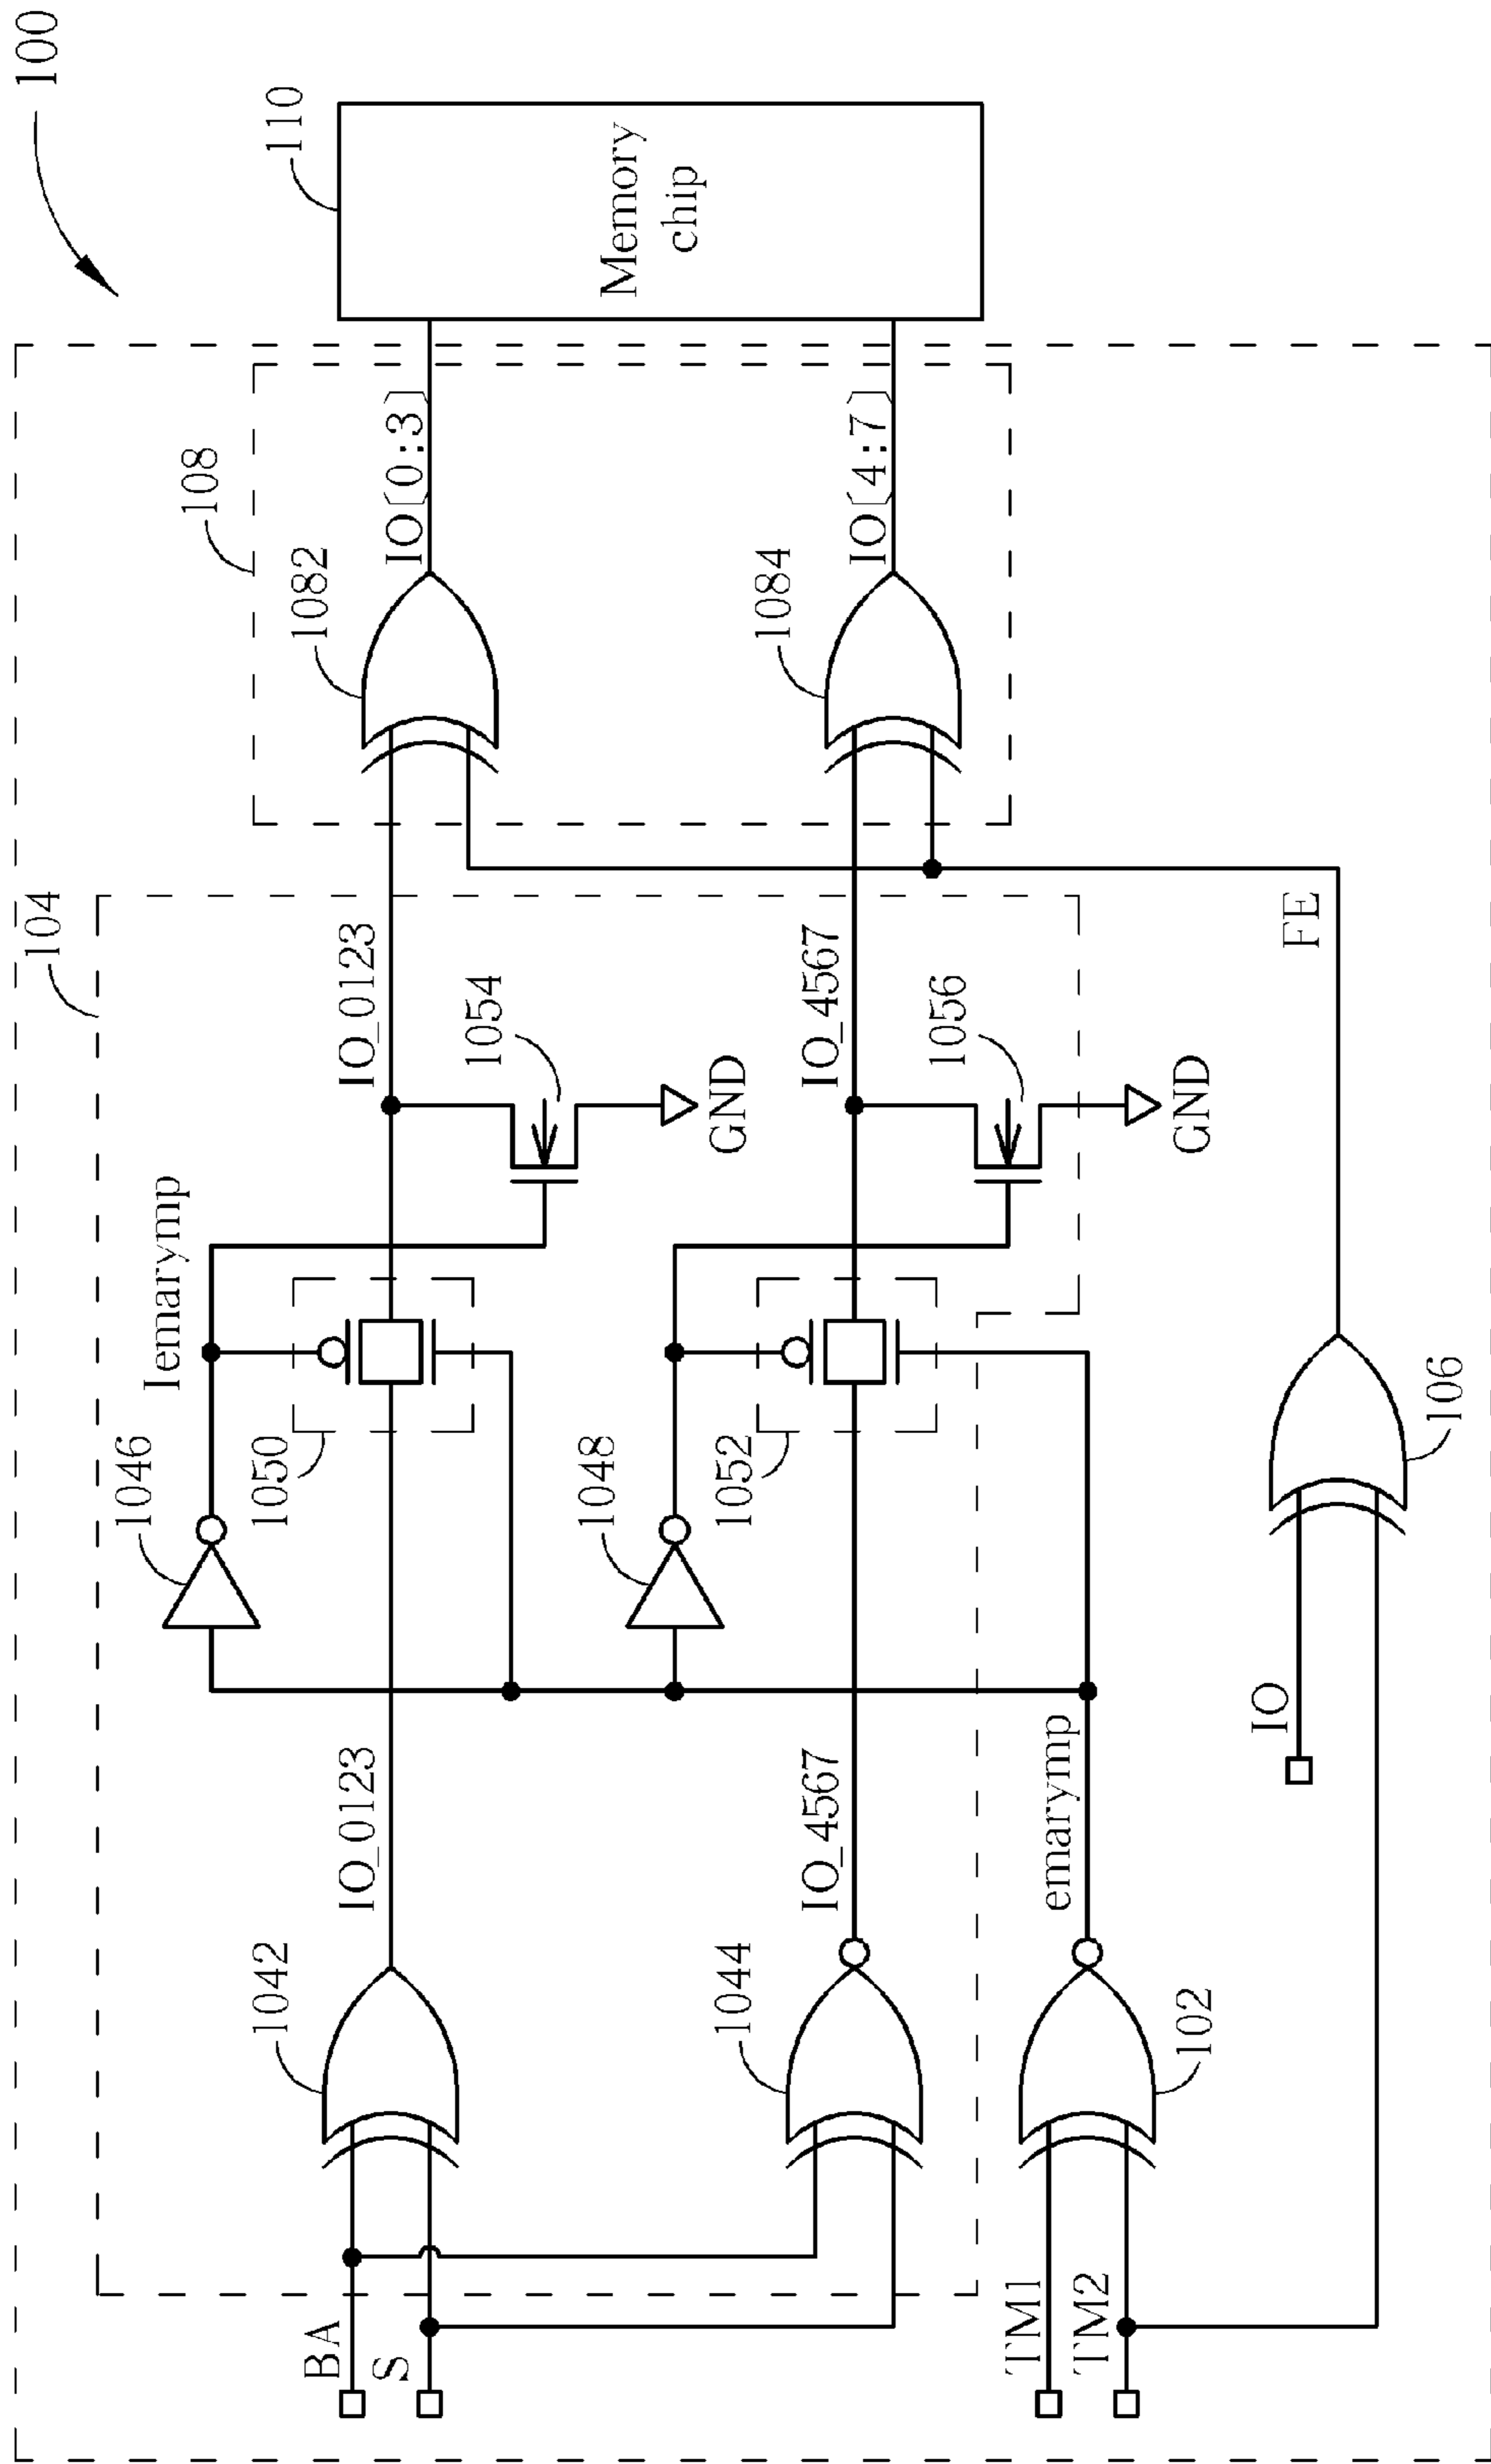 100
110
Memory
chip
108
1082
IO[0:3]
1084
IO[4:7]
104
IO_0123
1054
GND
IO_4567
1056
GND
FE
Iemarymp
1046
1050
1048
1052
106
IO
IO_0123
IO_4567
emarymp
1042
1044
102
BA
S
TM1
TM2